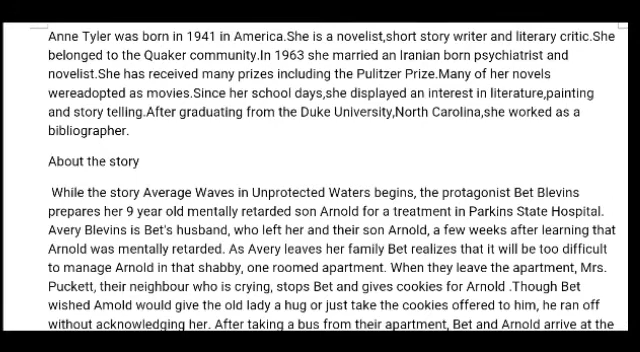 Anne Tyler was born in 1941 in America.She is a novelist,short story writer and literary critic.She
belonged to the Quaker community.In 1963 she married an Iranian born psychiatrist and
novelist.She has received many prizes including the Pulitzer Prize.Many of her novels
wereadopted as movies.Since her school days,she displayed an interest in literature,painting
and story telling.After graduating from the Duke University,North Carolina,she worked as a
bibliographer.
About the story
While the story Average Waves in Unprotected Waters begins, the protagonist Bet Blevins
prepares her 9 year old mentally retarded son Arnold for a treatment in Parkins State Hospital.
Avery Blevins is Bet's husband, who left her and their son Arnold, a few weeks after learning that
Arnold was mentally retarded. As Avery leaves her family Bet realizes that it will be too difficult
to manage Arnold in that shabby, one roomed apartment. When they leave the apartment, Mrs.
Puckett, their neighbour who is crying, stops Bet and gives cookies for Arnold .Though Bet
wished Arnold would give the old lady a hug or just take the cookies offered to him, he ran off
without acknowledging her. After taking a bus from their apartment, Bet and Arnold arrive at the